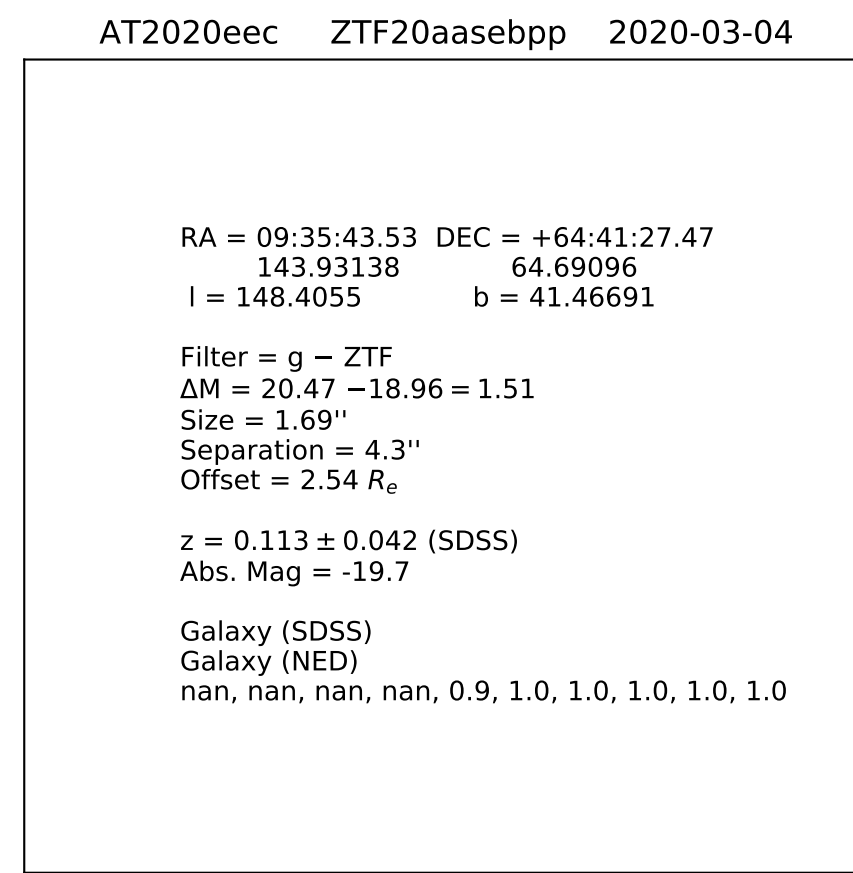 AT2020eec ZTF20aasebpp 2020-03-04
RA = 09:35:43.53 DEC = +64:41:27.47
143.93138 64.69096
l = 148.4055 b = 41.46691
Filter = g − ZTF
ΔM = 20.47 −18.96 = 1.51
Size = 1.69''
Separation = 4.3''
Offset = 2.54 Rₑ
z = 0.113 ± 0.042 (SDSS)
Abs. Mag = -19.7
Galaxy (SDSS)
Galaxy (NED)
nan, nan, nan, nan, 0.9, 1.0, 1.0, 1.0, 1.0, 1.0